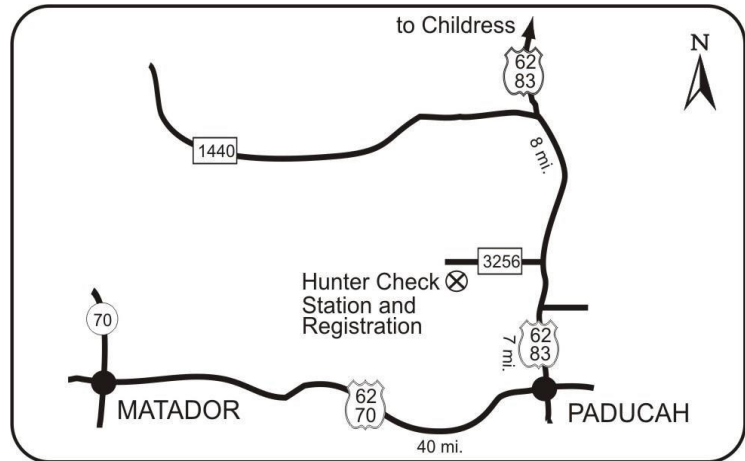 to Childress
62
83
N
1440
8 mi.
3256
Hunter Check
Station and
Registration
70
62
83
7 mi.
MATADOR
62
70
PADUCAH
40 mi.